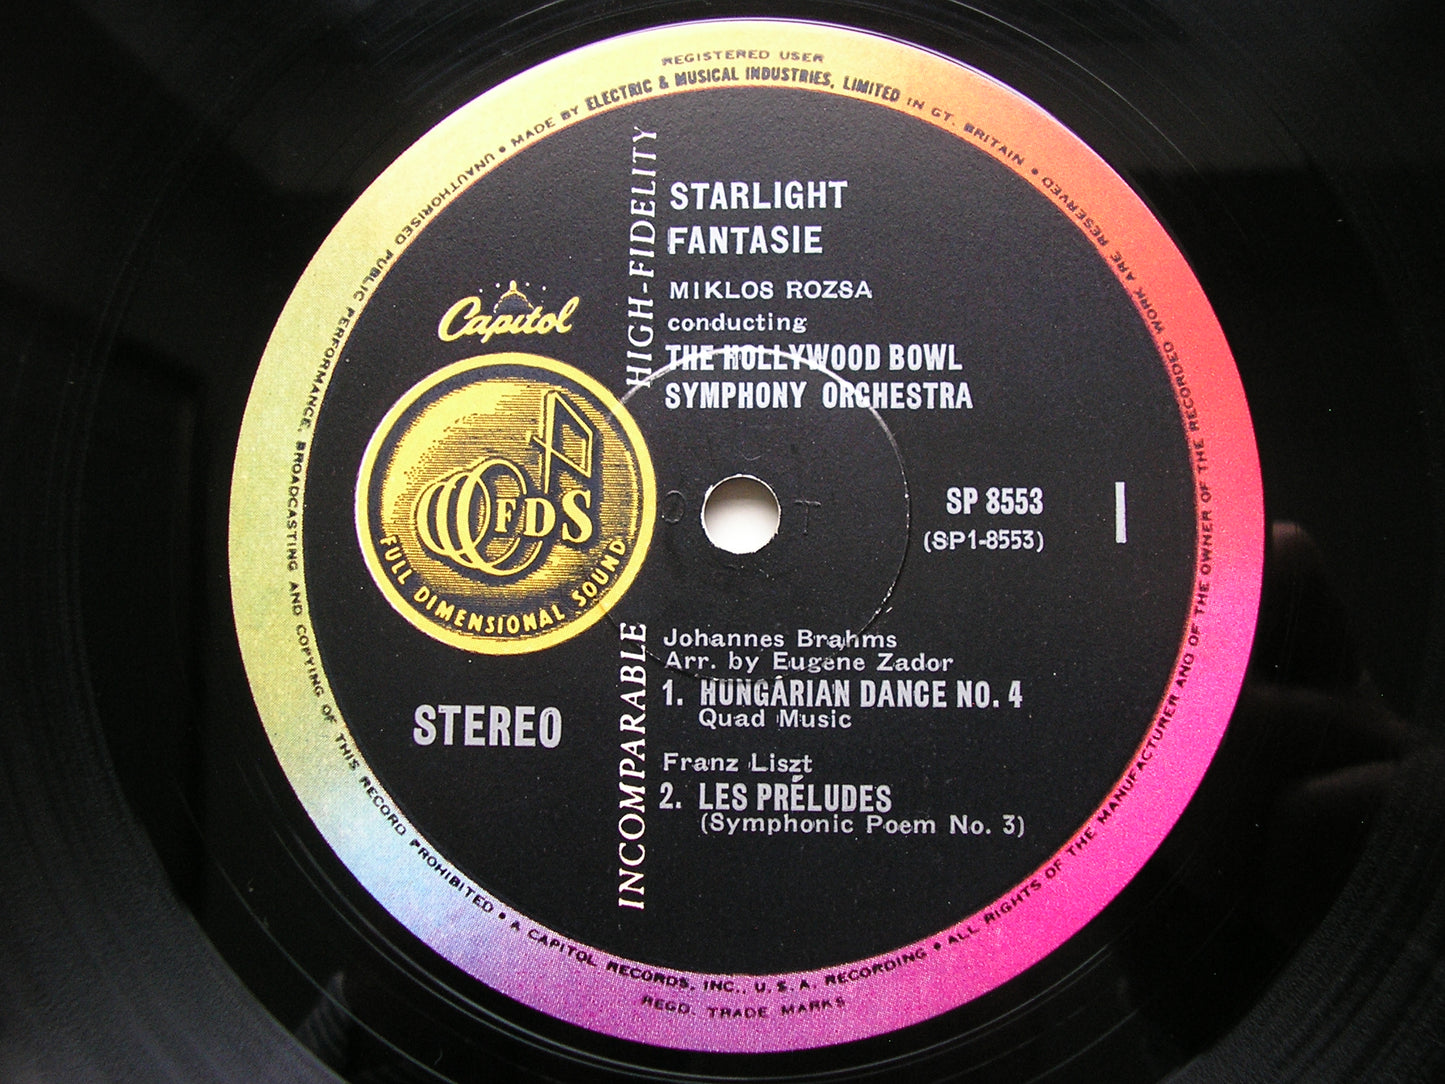 REGISTERED USER
UNAUTHORISED PUBLIC PERFORMANCE, BROADCASTING AND COPYING OF THIS RECORD PROHIBITED • MADE BY ELECTRIC & MUSICAL INDUSTRIES, LIMITED IN GT. BRITAIN •
ALL RIGHTS OF THE MANUFACTURER AND OF THE OWNER OF THE RECORDED WORK ARE RESERVED
• A CAPITOL RECORDS, INC., U. S. A. RECORDING •
REGD. TRADE MARKS
INCOMPARABLE HIGH-FIDELITY
STARLIGHT
FANTASIE
MIKLOS ROZSA
conducting
THE HOLLYWOOD BOWL
SYMPHONY ORCHESTRA
Capitol
FDS
FULL DIMENSIONAL SOUND
O T
SP 8553
(SP1-8553)
1
STEREO
Johannes Brahms
Arr. by Eugene Zador
1. HUNGARIAN DANCE NO. 4
Quad Music
Franz Liszt
2. LES PRÉLUDES
(Symphonic Poem No. 3)